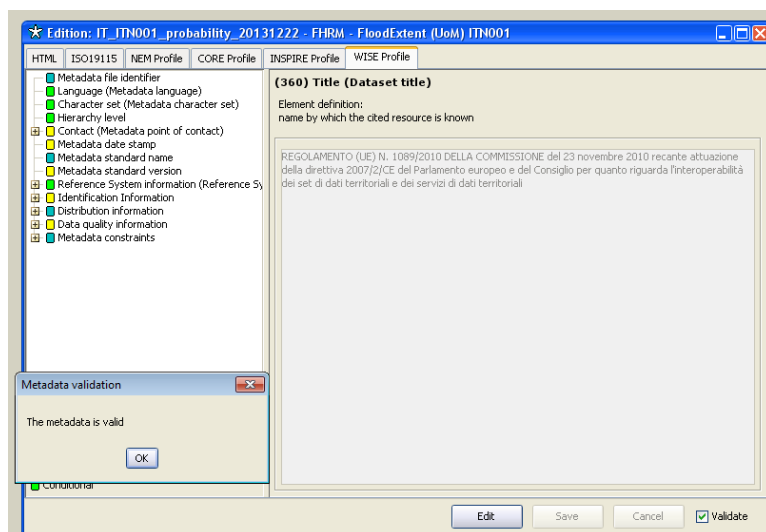 Edition: IT_ITN001_probability_20131222 - FHRM - FloodExtent (UoM) ITN001
HTML ISO19115 NEM Profile CORE Profile INSPIRE Profile WISE Profile
Metadata file identifier
Language (Metadata language)
Character set (Metadata character set)
Hierarchy level
Contact (Metadata point of contact)
Metadata date stamp
Metadata standard name
Metadata standard version
Reference System information (Reference Sy
Identification Information
Distribution information
Data quality information
Metadata constraints
(360) Title (Dataset title)
Element definition:
name by which the cited resource is known
REGOLAMENTO (UE) N. 1089/2010 DELLA COMMISSIONE del 23 novembre 2010 recante attuazione
della direttiva 2007/2/CE del Parlamento europeo e del Consiglio per quanto riguarda l'interoperabilità
dei set di dati territoriali e dei servizi di dati territoriali
Metadata validation
The metadata is valid
OK
Conditional
Edit Save Cancel Validate